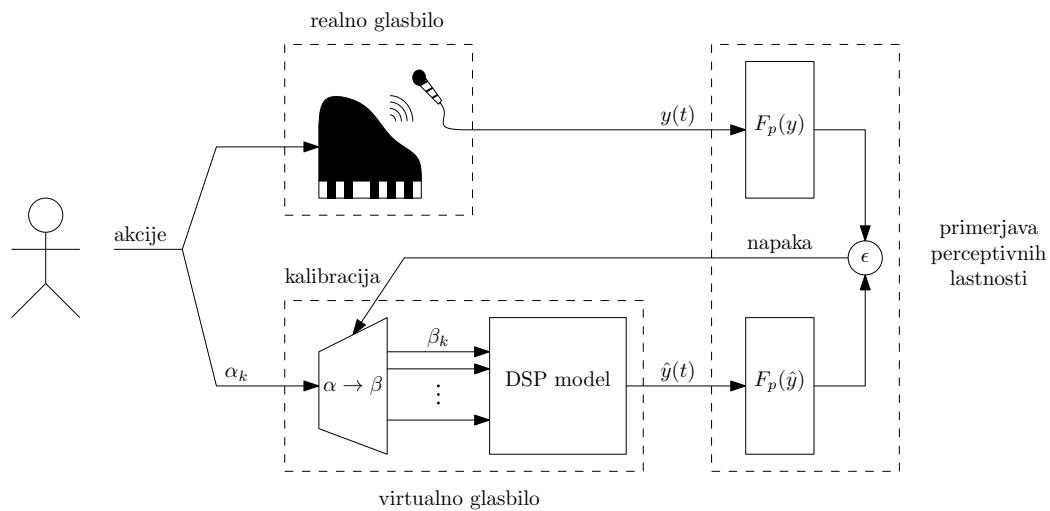 realno glasbilo
y(t)
F_p(y)
akcije
napaka
ϵ
primerjava
perceptivnih
lastnosti
kalibracija
α_k
α → β
β_k
⋮
DSP model
ŷ(t)
F_p(ŷ)
virtualno glasbilo